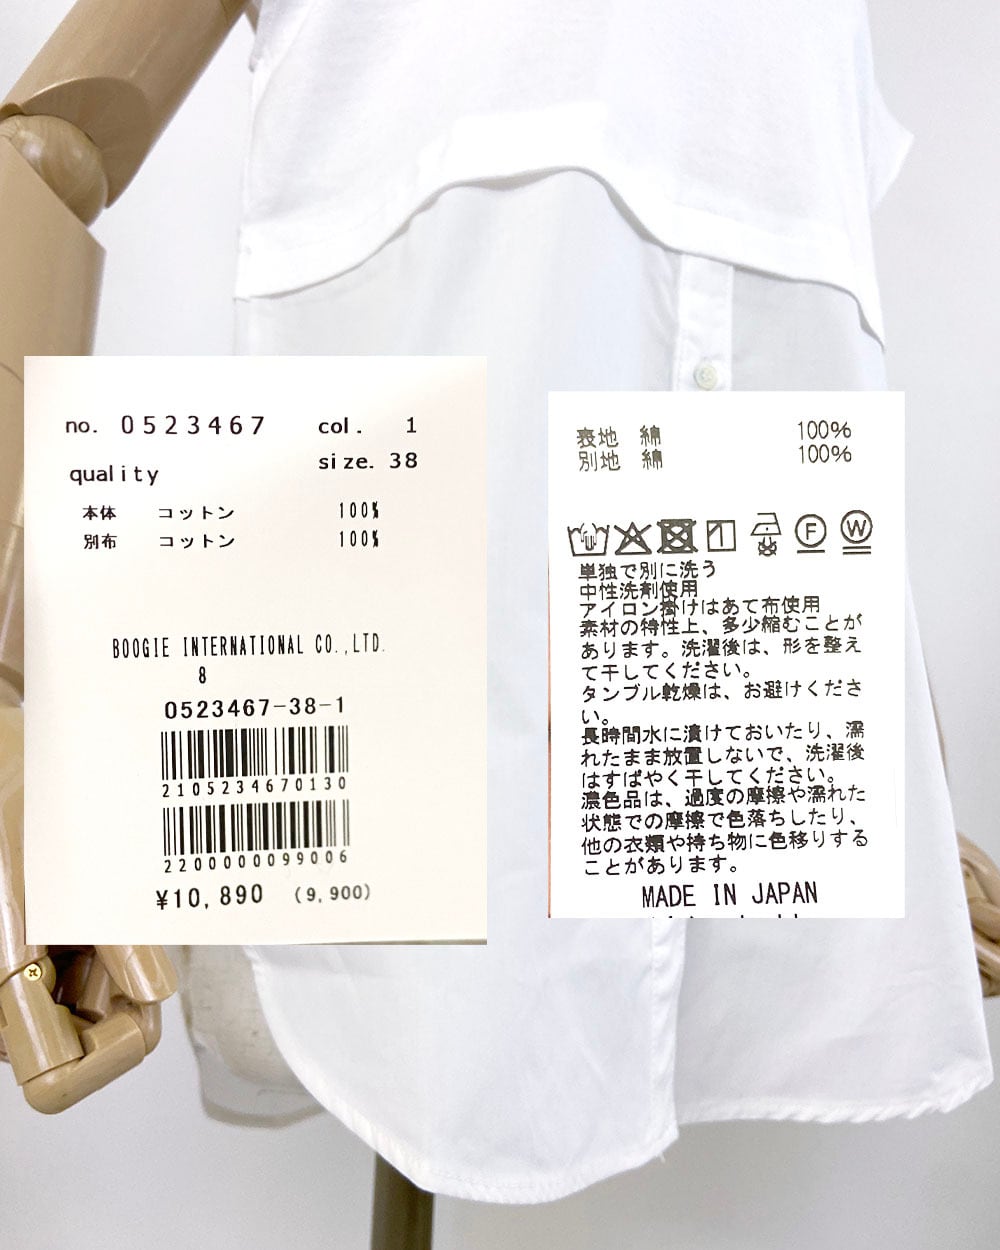 no. 0523467 col. 1
size. 38
quality
本体 コットン 100%
別布 コットン 100%
BOOGIE INTERNATIONAL CO.,LTD.
8
0523467-38-1
2105234670130
2200000099006
¥10,890 (9,900)
表地 綿 100%
別地 綿 100%
F W
単独で別に洗う
中性洗剤使用
アイロン掛けはあて布使用
素材の特性上、多少縮むことが
あります。洗濯後は、形を整え
て干してください。
タンブル乾燥は、お避けくださ
い。
長時間水に漬けておいたり、濡
れたまま放置しないで、洗濯後
はすばやく干してください。
濃色品は、過度の摩擦や濡れた
状態での摩擦で色落ちしたり、
他の衣類や持ち物に色移りする
ことがあります。
MADE IN JAPAN